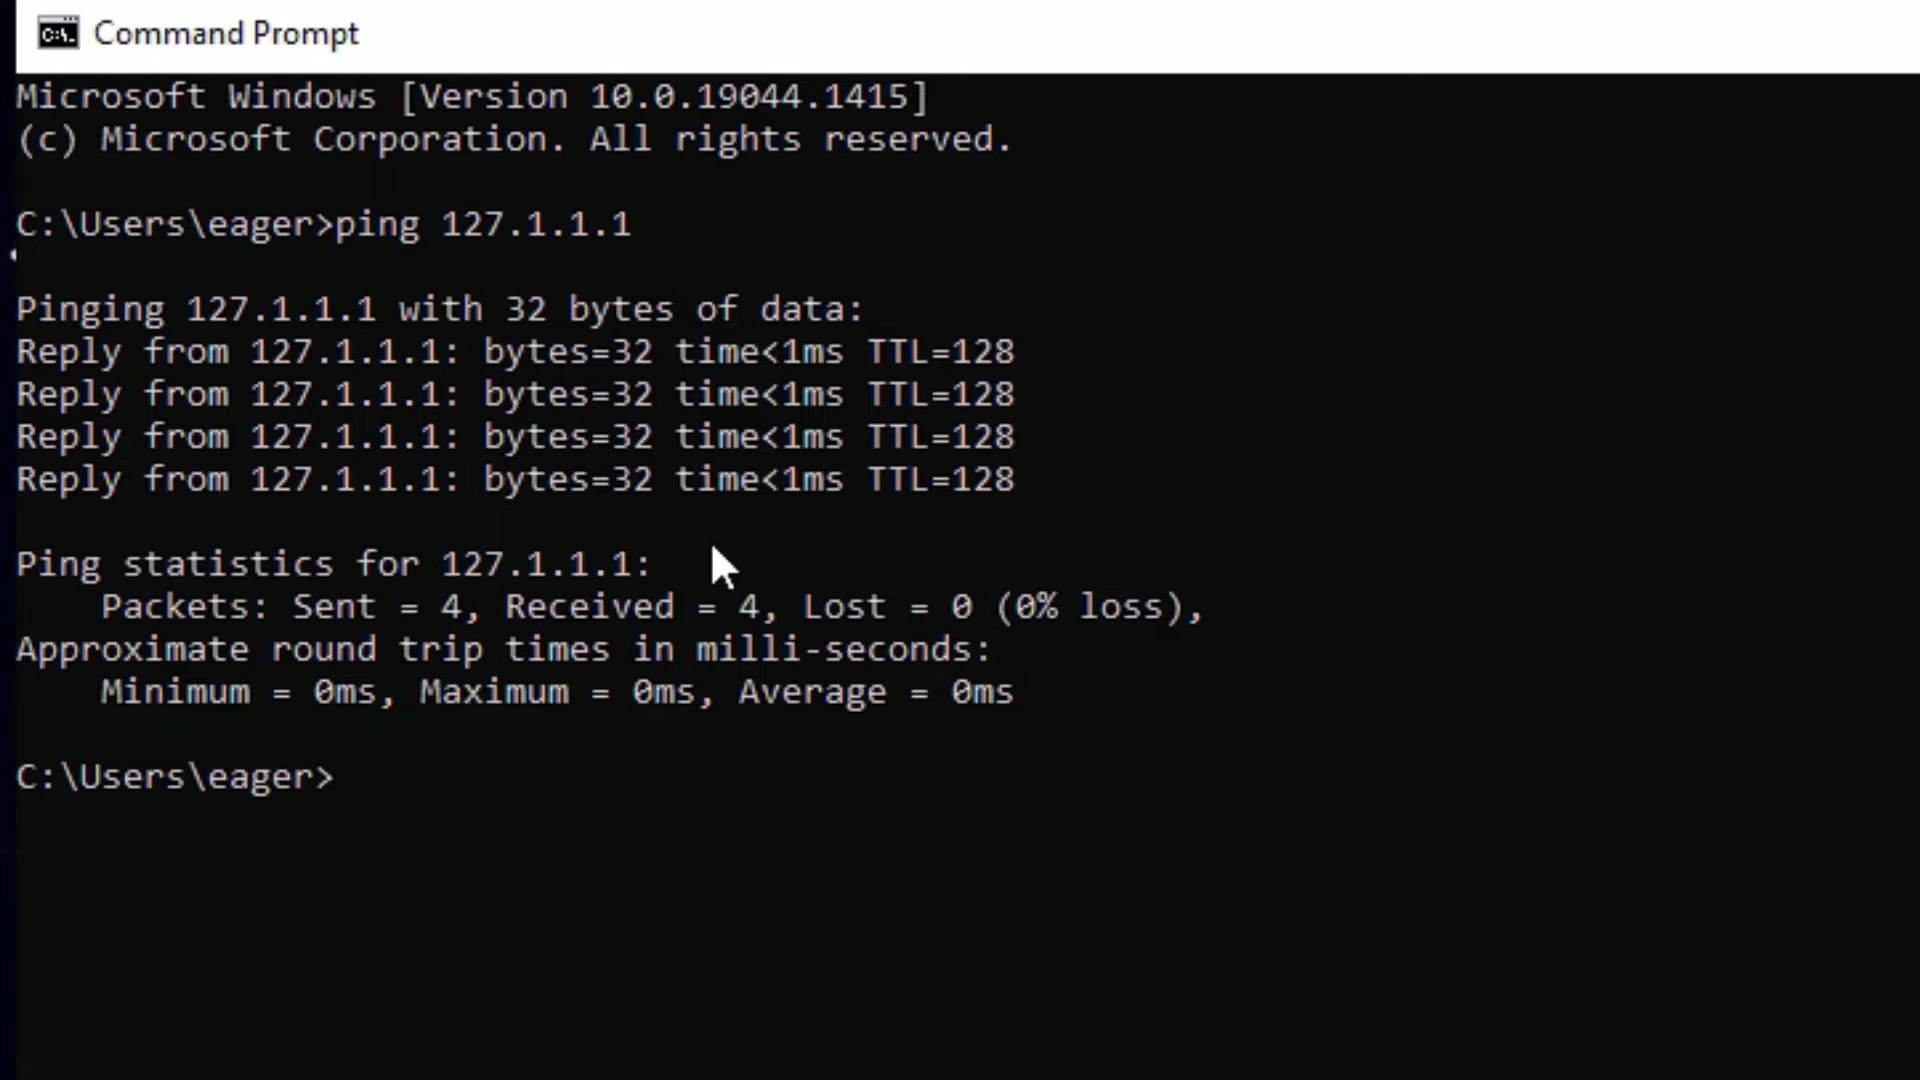 Command Prompt
Microsoft Windows [Version 10.0.19044.1415]
(c) Microsoft Corporation. All rights reserved.
C:\Users\eager>ping 127.1.1.1
Pinging 127.1.1.1 with 32 bytes of data:
Reply from 127.1.1.1: bytes=32 time<1ms TTL=128
Reply from 127.1.1.1: bytes=32 time<1ms TTL=128
Reply from 127.1.1.1: bytes=32 time<1ms TTL=128
Reply from 127.1.1.1: bytes=32 time<1ms TTL=128
Ping statistics for 127.1.1.1:
    Packets: Sent = 4, Received = 4, Lost = 0 (0% loss),
Approximate round trip times in milli-seconds:
    Minimum = 0ms, Maximum = 0ms, Average = 0ms
C:\Users\eager>